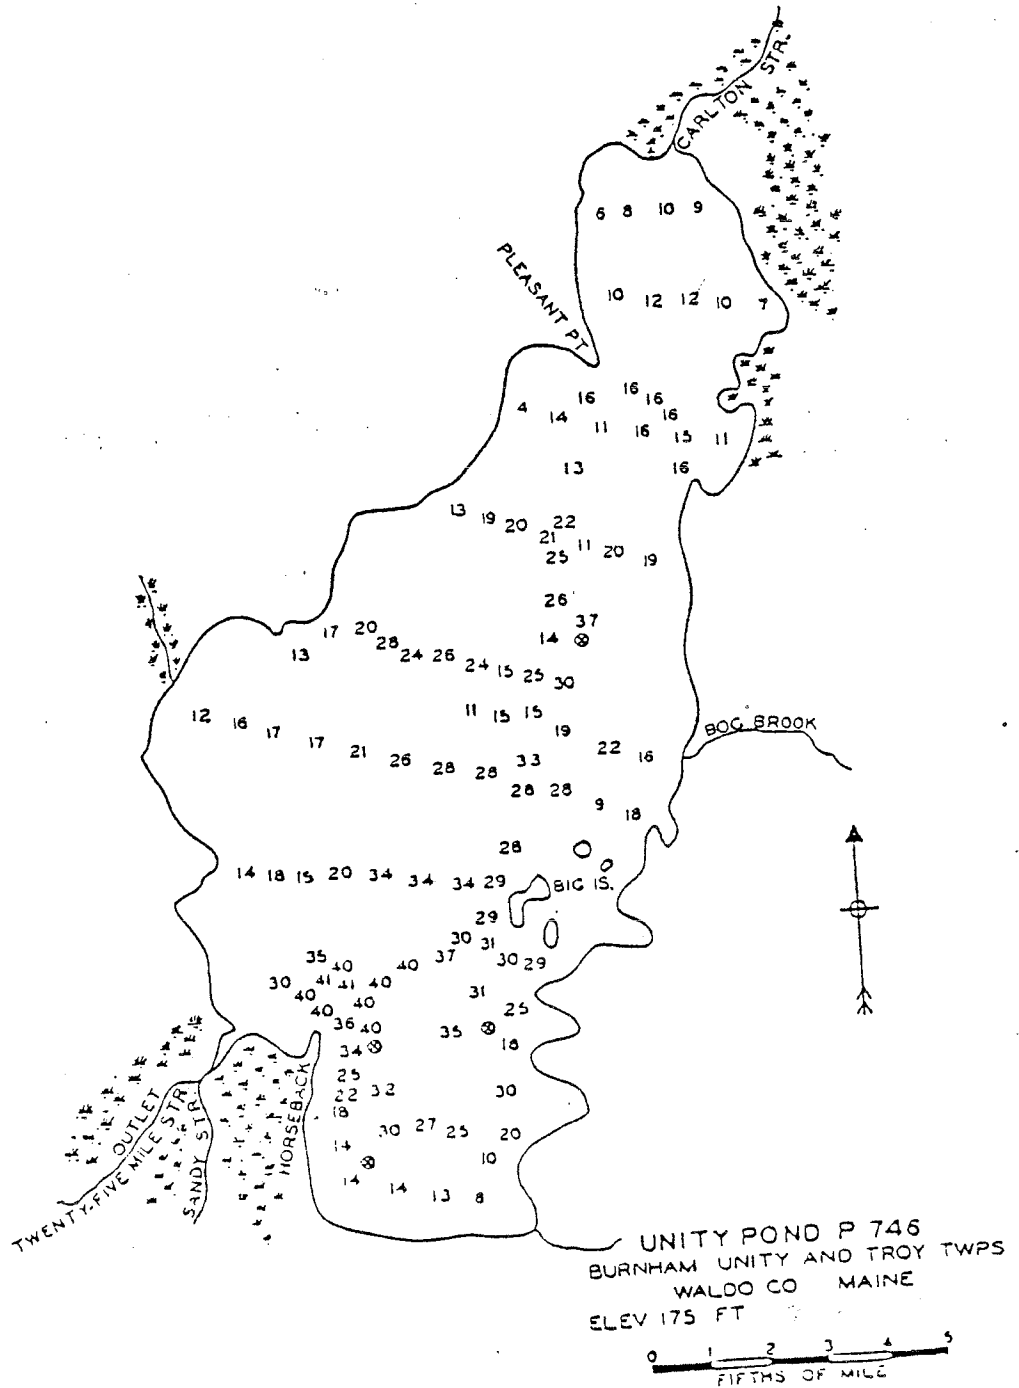 CARLTON STR.
6 8 10 9
PLEASANT PT
10 12 12 10 7
16 16 16 16
4 14 11 16 15 11
13 16
13 19 20 22
21 11 20 19
25
26
37
14
17 20 28 24 26 24 15 25 30
13
11 15 15 19
12 16 17 17 21 26 28 28 33 22 16
BOG BROOK
28 28 9 18
28
14 18 15 20 34 34 34 29
BIG IS.
29
30 31
35 40 40 37 30 29
30 41 41 40
40 40 31
40 25
36 40 35 18
34
25
22 32 30
18
14 30 27 25 20
10
14 14 13 8
HORSEBACK
OUTLET
TWENTY-FIVE MILE STR.
SANDY STR.
UNITY POND P 746
BURNHAM UNITY AND TROY TWPS
WALDO CO MAINE
ELEV 175 FT
0 1 2 3 4 5
FIFTHS OF MILE